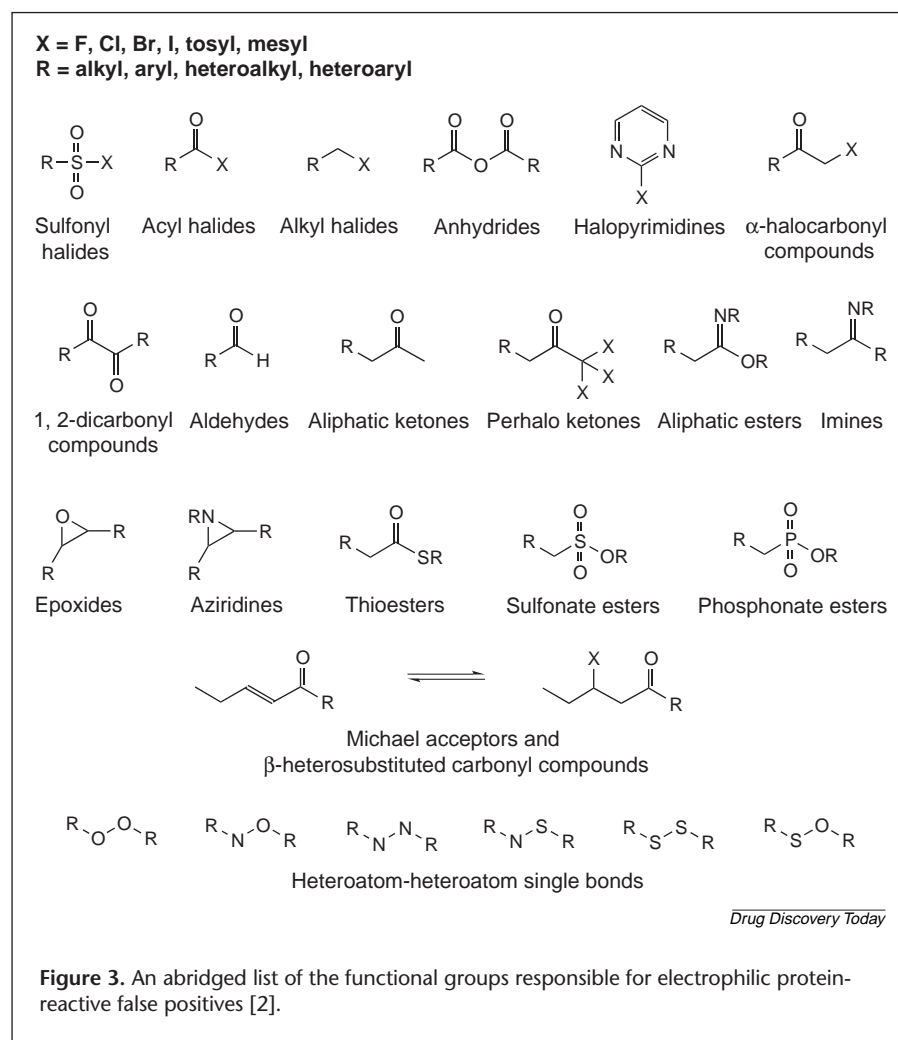 X = F, Cl, Br, I, tosyl, mesyl
R = alkyl, aryl, heteroalkyl, heteroaryl
O
R S X
O
O
R X
R X
O O
R O R
N N
X
O
R X
Sulfonyl halides
Acyl halides
Alkyl halides
Anhydrides
Halopyrimidines
α-halocarbonyl compounds
O
R R
O
O
R H
O
R
O
R X
X
X
NR
R OR
NR
R R
1, 2-dicarbonyl compounds
Aldehydes
Aliphatic ketones
Perhalo ketones
Aliphatic esters
Imines
O
R
R
RN
R
R
O
R SR
O
R S OR
O
O
R P OR
O
Epoxides
Aziridines
Thioesters
Sulfonate esters
Phosphonate esters
O
R
X O
R
Michael acceptors and
β-heterosubstituted carbonyl compounds
R O O R
R N O R
R N N R
R N S R
R S S R
R S O R
Heteroatom-heteroatom single bonds
Drug Discovery Today
Figure 3. An abridged list of the functional groups responsible for electrophilic protein-
reactive false positives [2].